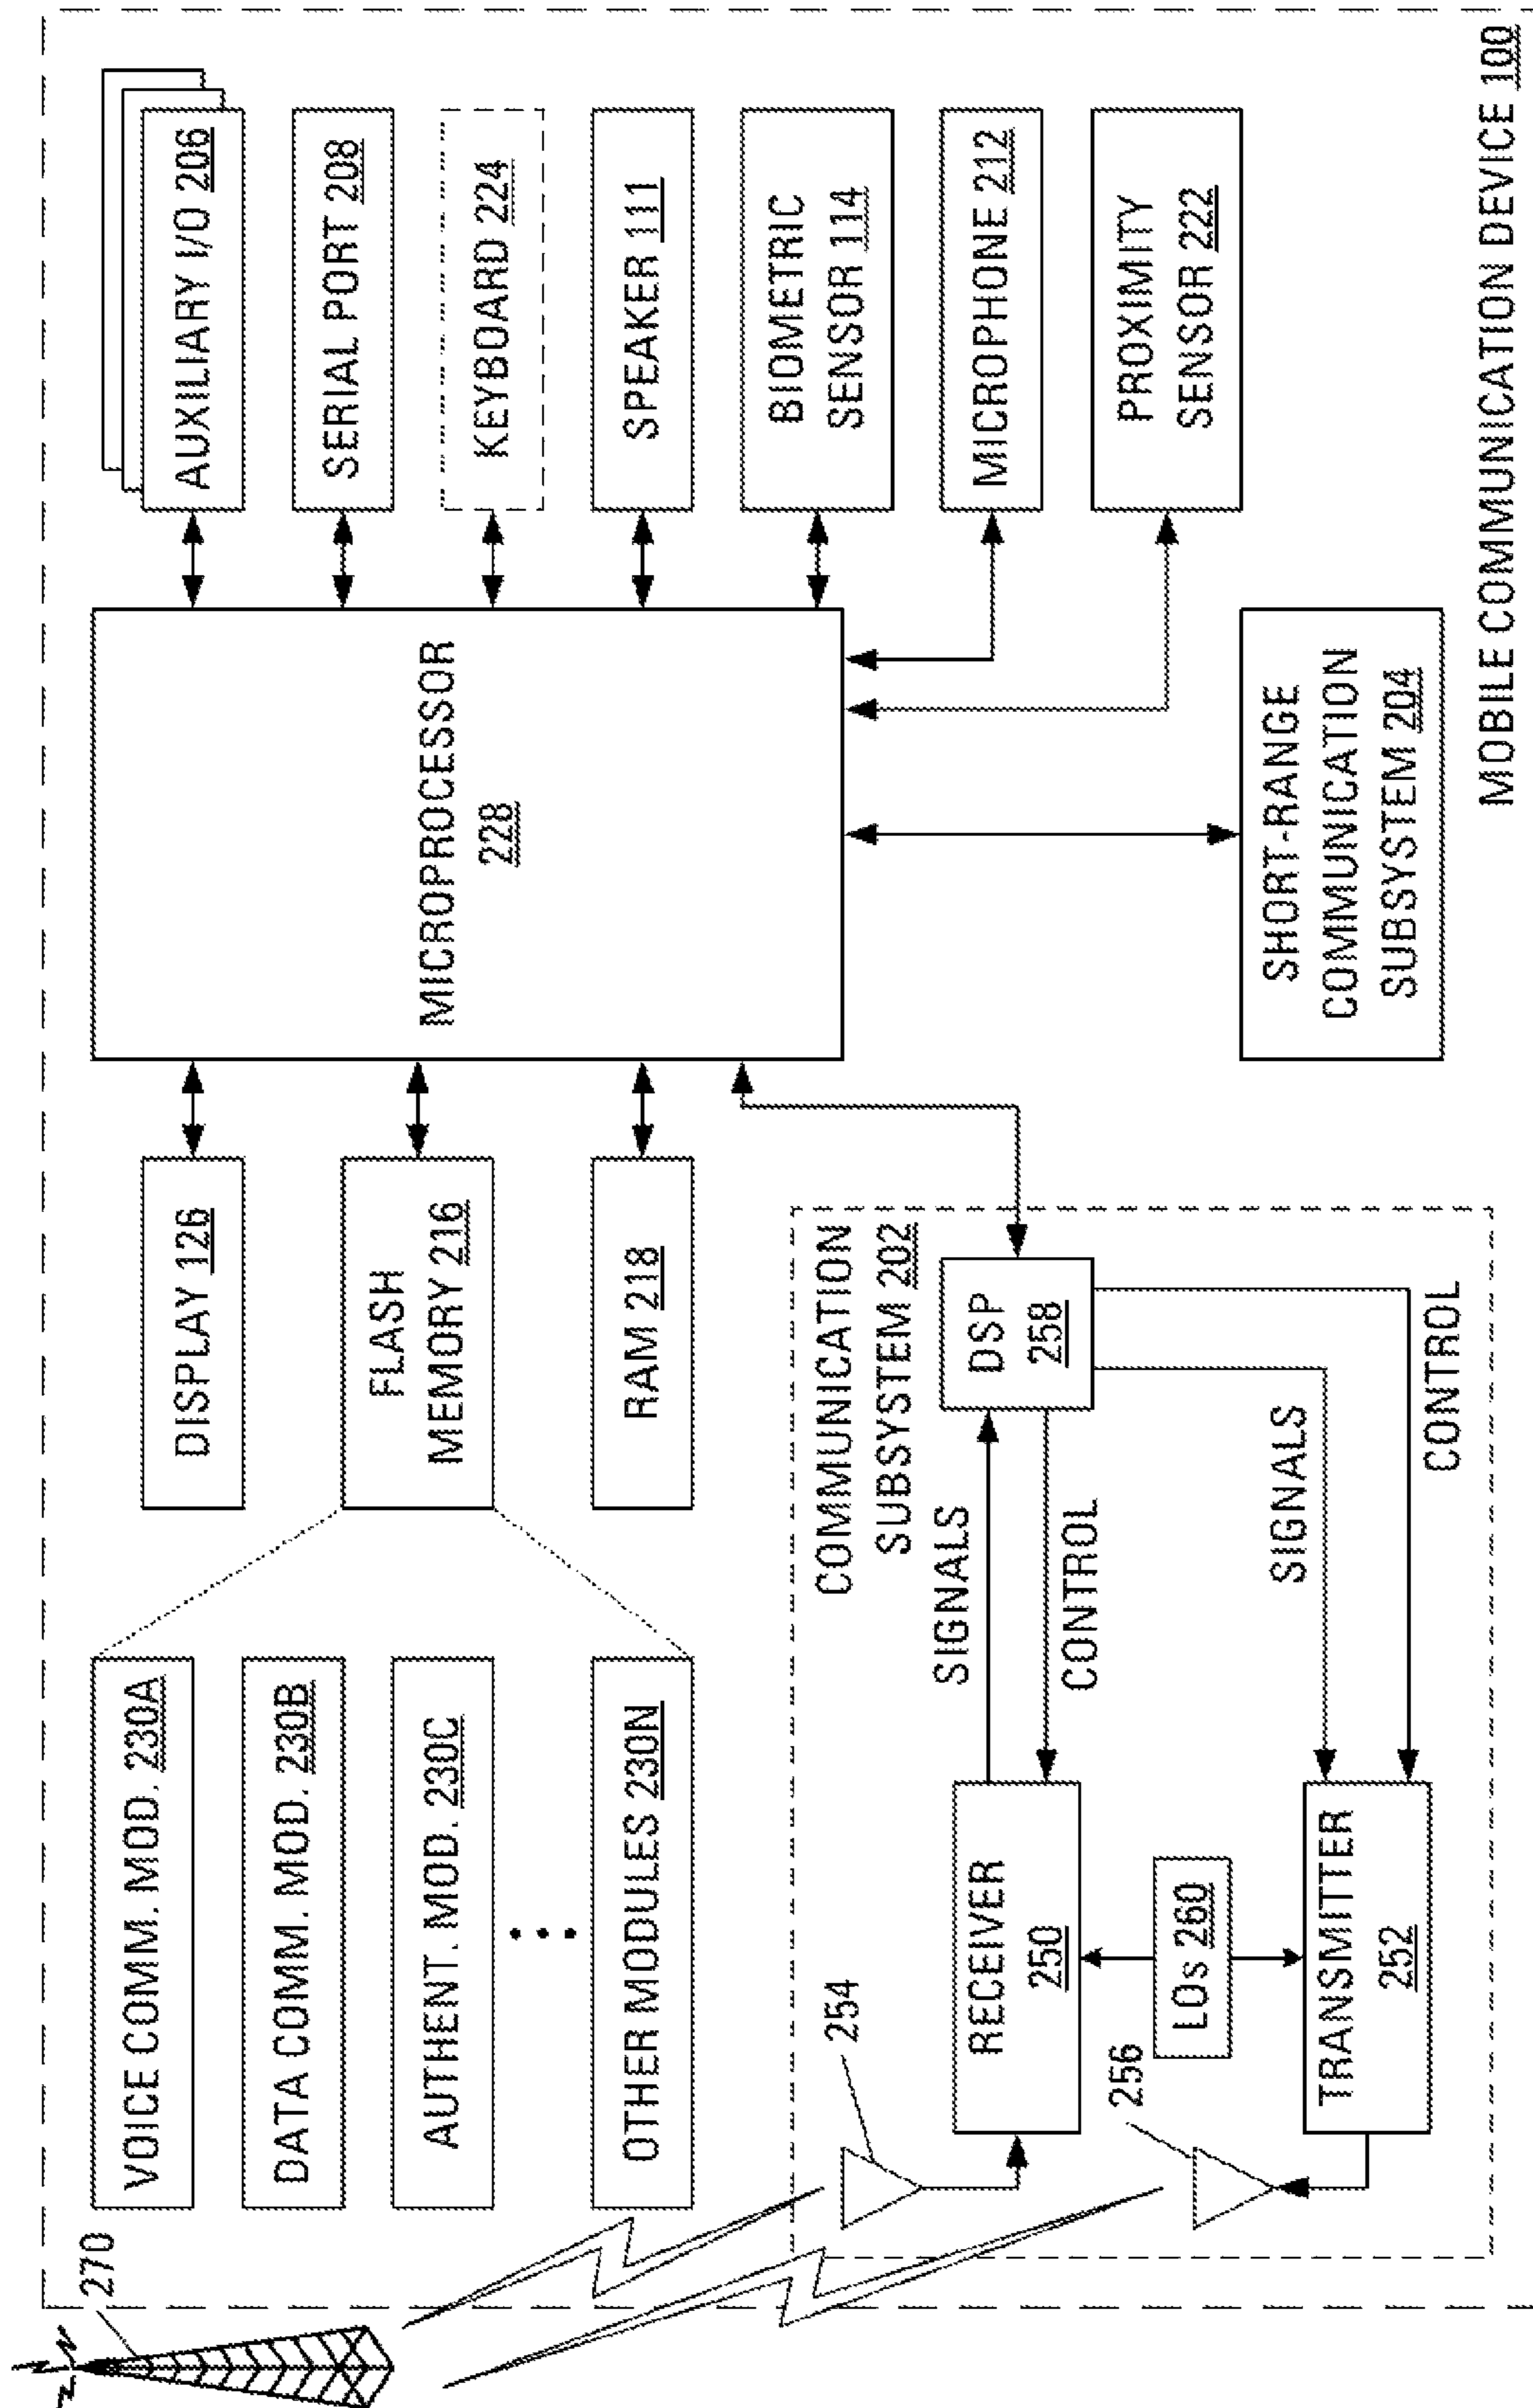 270
VOICE COMM. MOD. 230A
DATA COMM. MOD. 230B
AUTHENT. MOD. 230C
OTHER MODULES 230N
DISPLAY 126
FLASH
MEMORY 216
RAM 218
MICROPROCESSOR
228
AUXILIARY I/O 206
SERIAL PORT 208
KEYBOARD 224
SPEAKER 111
BIOMETRIC
SENSOR 114
MICROPHONE 212
PROXIMITY
SENSOR 222
SHORT-RANGE
COMMUNICATION
SUBSYSTEM 204
COMMUNICATION
SUBSYSTEM 202
254
RECEIVER
250
SIGNALS
CONTROL
DSP
258
256
LOs 260
TRANSMITTER
252
SIGNALS
CONTROL
MOBILE COMMUNICATION DEVICE 100